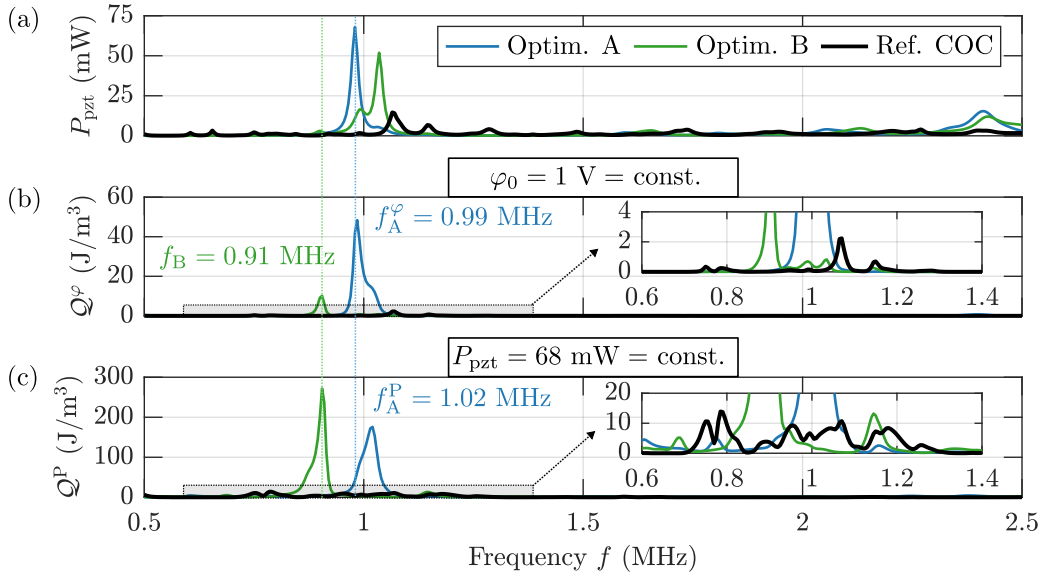 (a)
75
50
25
0
P_pzt (mW)
Optim. A Optim. B Ref. COC
φ₀ = 1 V = const.
(b)
60
40
20
0
𝒬^φ (J/m³)
f_A^φ = 0.99 MHz
f_B = 0.91 MHz
4
2
0
0.6 0.8 1 1.2 1.4
P_pzt = 68 mW = const.
(c)
300
200
100
0
𝒬^P (J/m³)
f_A^P = 1.02 MHz
20
10
0
0.6 0.8 1 1.2 1.4
0.5 1 1.5 2 2.5
Frequency f (MHz)